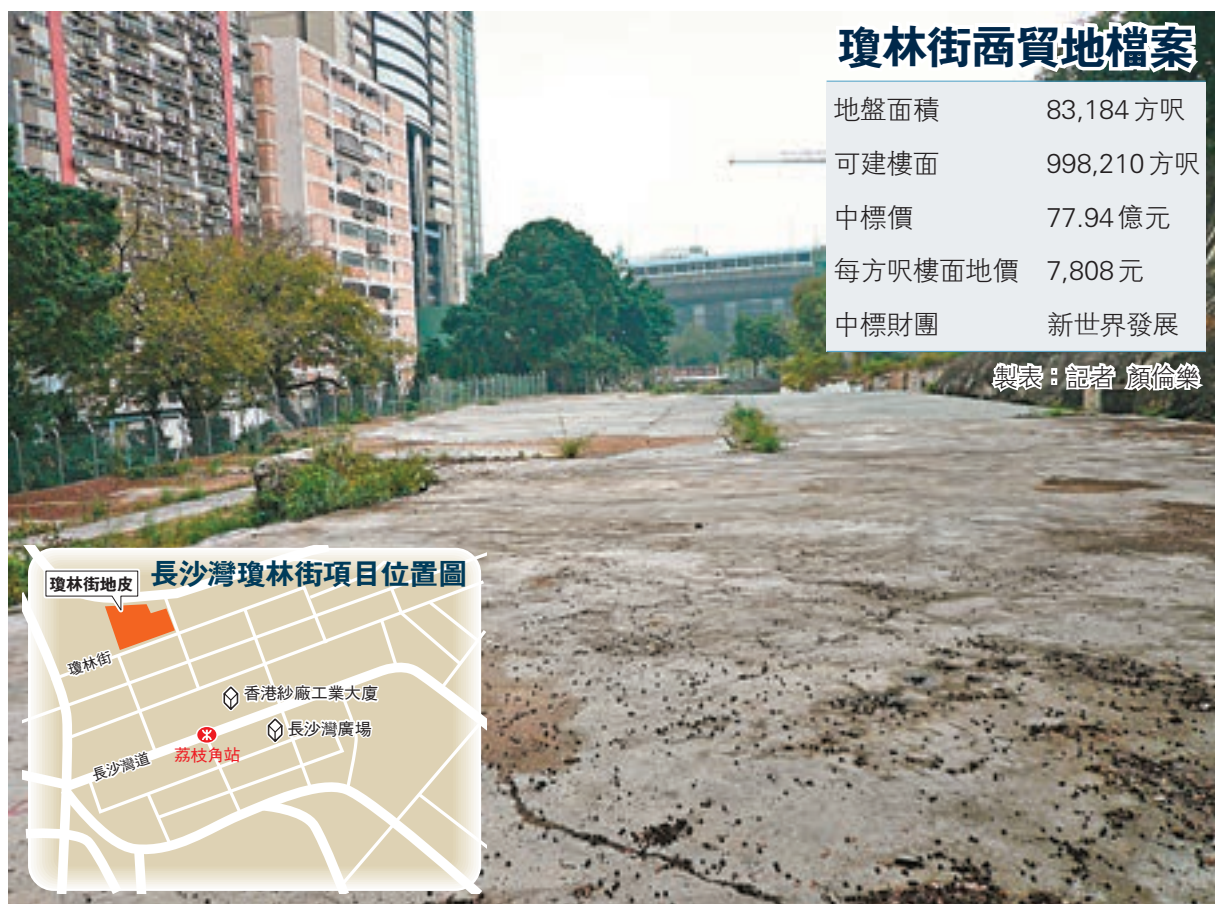 瓊林街商貿地檔案
地盤面積 83,184方呎
可建樓面 998,210方呎
中標價 77.94億元
每方呎樓面地價 7,808元
中標財團 新世界發展
製表：記者 顏倫樂
長沙灣瓊林街項目位置圖
瓊林街地皮
瓊林街
香港紗廠工業大廈
長沙灣廣場
荔枝角站
長沙灣道